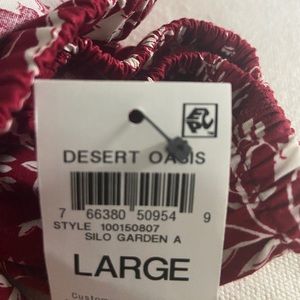 DESERT OASIS
7 66380 50954 9
STYLE 100150807
SILO GARDEN A
LARGE